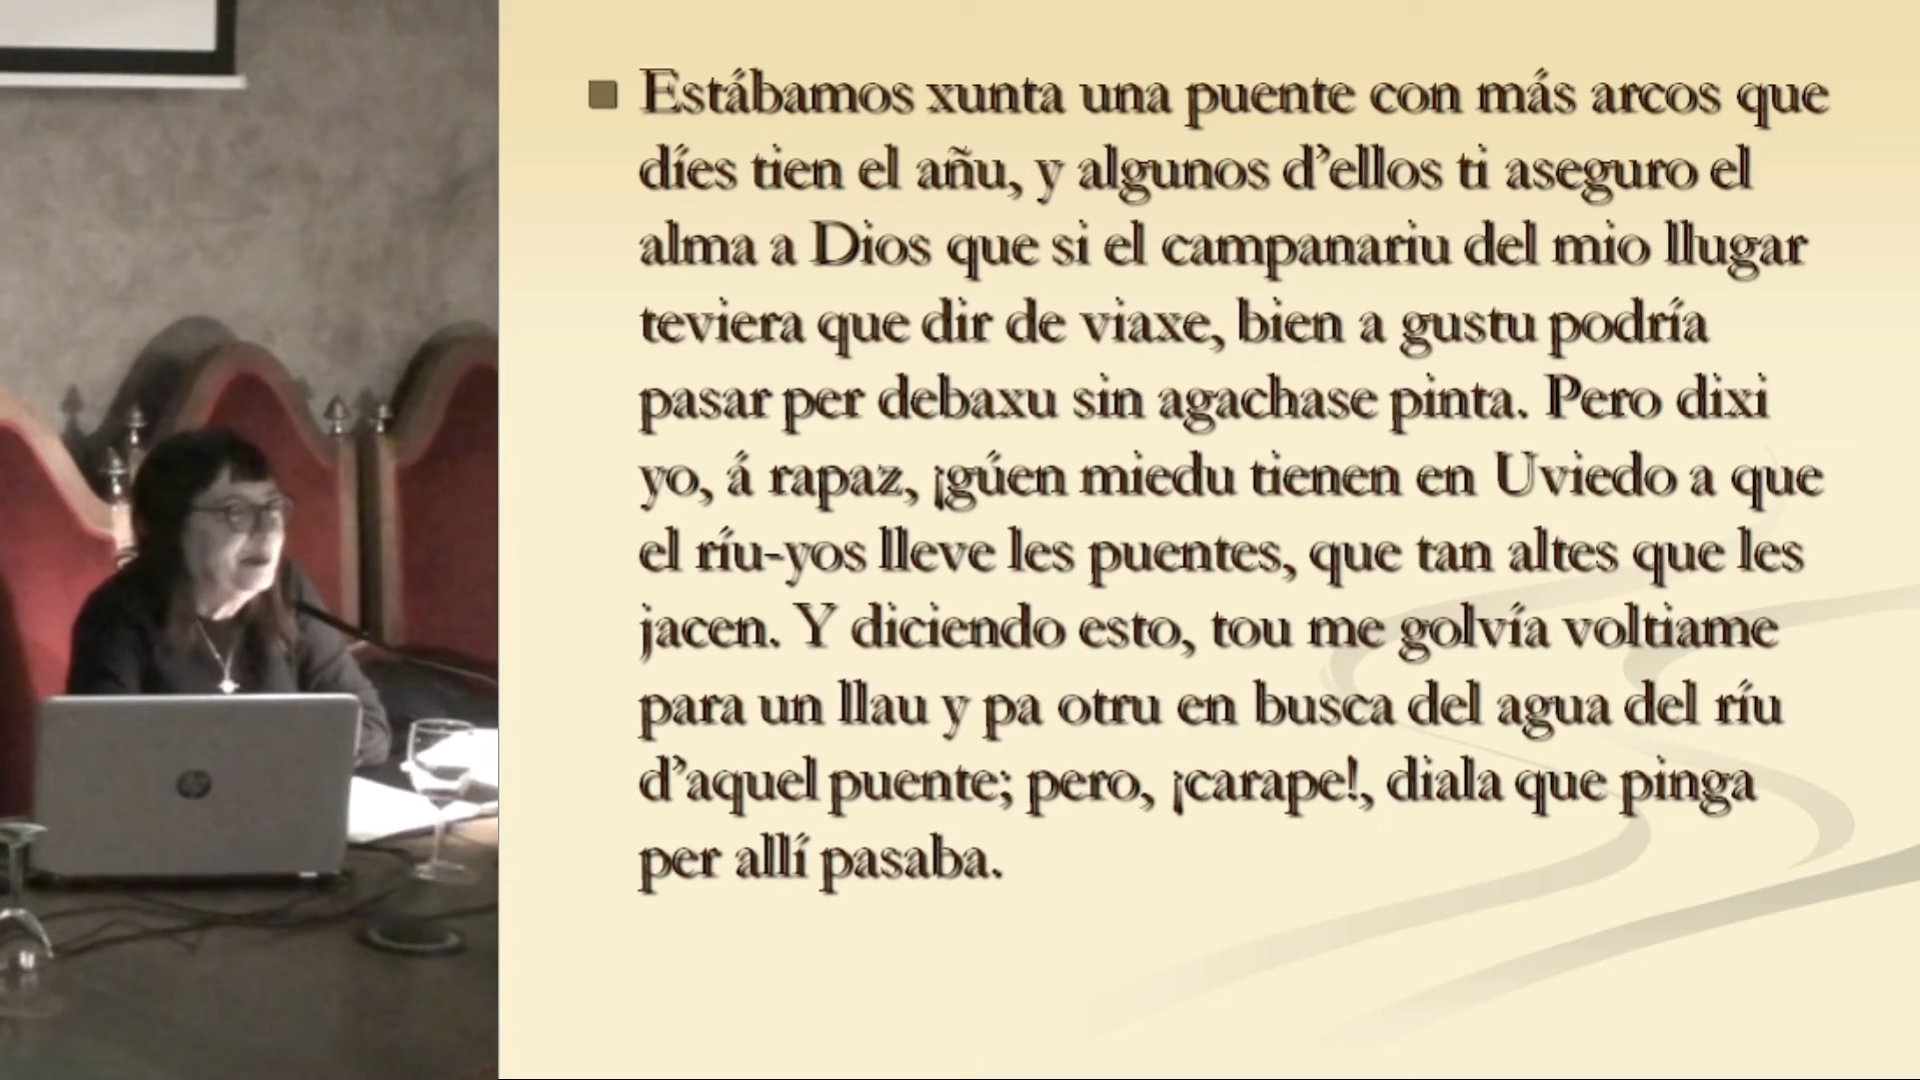 Estábamos xunta una puente con más arcos que
díes tien el añu, y algunos d’ellos ti aseguro el
alma a Dios que si el campanariu del mio llugar
teviera que dir de viaxe, bien a gustu podría
pasar per debaxu sin agachase pinta. Pero dixi
yo, á rapaz, ¡gúen miedu tienen en Uviedo a que
el ríu-yos lleve les puentes, que tan altes que les
jacen. Y diciendo esto, tou me golvía voltiame
para un llau y pa otru en busca del agua del ríu
d’aquel puente; pero, ¡carape!, diala que pinga
per allí pasaba.
hp